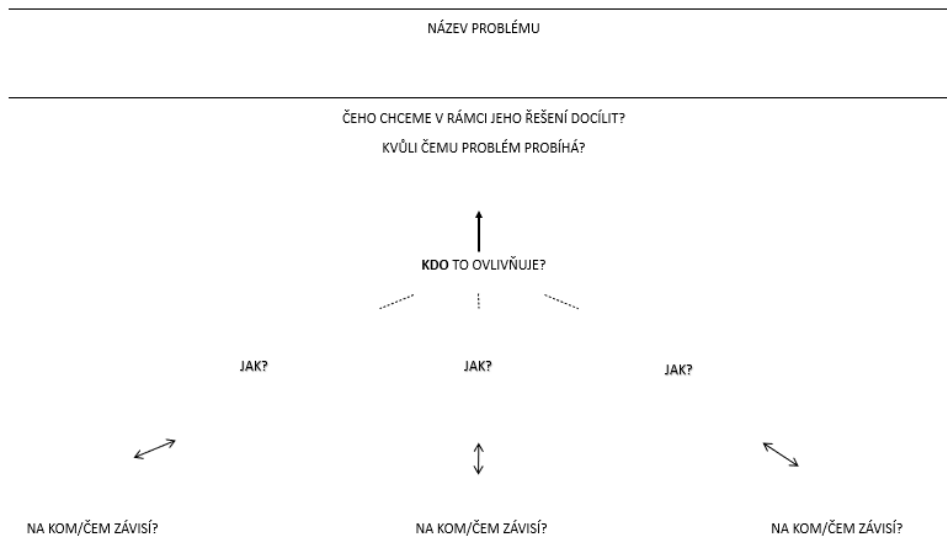 NÁZEV PROBLÉMU
ČEHO CHCEME V RÁMCI JEHO ŘEŠENÍ DOCÍLIT?
KVŮLI ČEMU PROBLÉM PROBÍHÁ?
KDO TO OVLIVŇUJE?
JAK?
JAK?
JAK?
NA KOM/ČEM ZÁVISÍ?
NA KOM/ČEM ZÁVISÍ?
NA KOM/ČEM ZÁVISÍ?